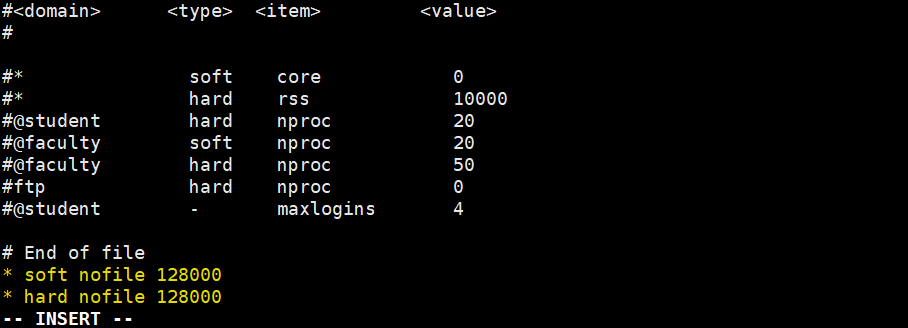 #<domain>      <type>  <item>         <value>
#
#*               soft    core            0
#*               hard    rss             10000
#@student        hard    nproc           20
#@faculty        soft    nproc           20
#@faculty        hard    nproc           50
#ftp             hard    nproc           0
#@student        -       maxlogins       4
# End of file
* soft nofile 128000
* hard nofile 128000
-- INSERT --